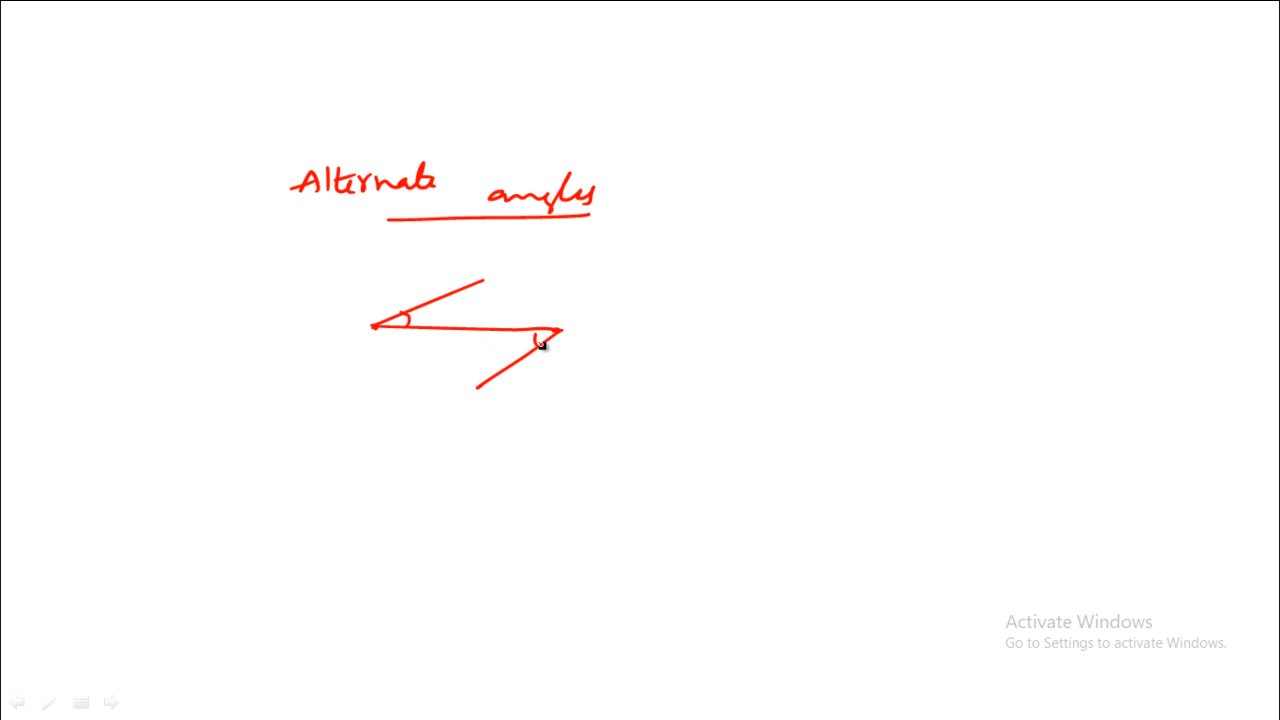 Alternate angles
Activate Windows
Go to Settings to activate Windows.